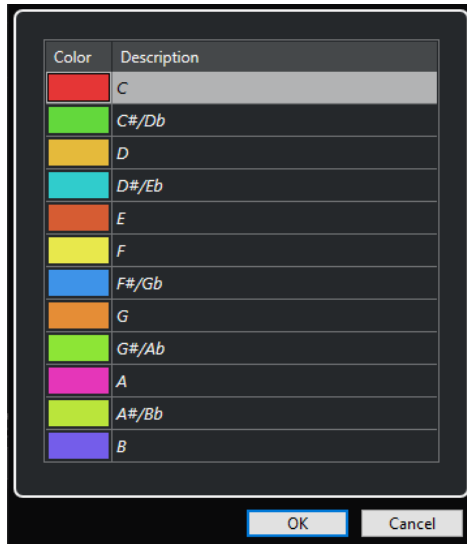 Color Description
C
C#/Db
D
D#/Eb
E
F
F#/Gb
G
G#/Ab
A
A#/Bb
B
OK Cancel